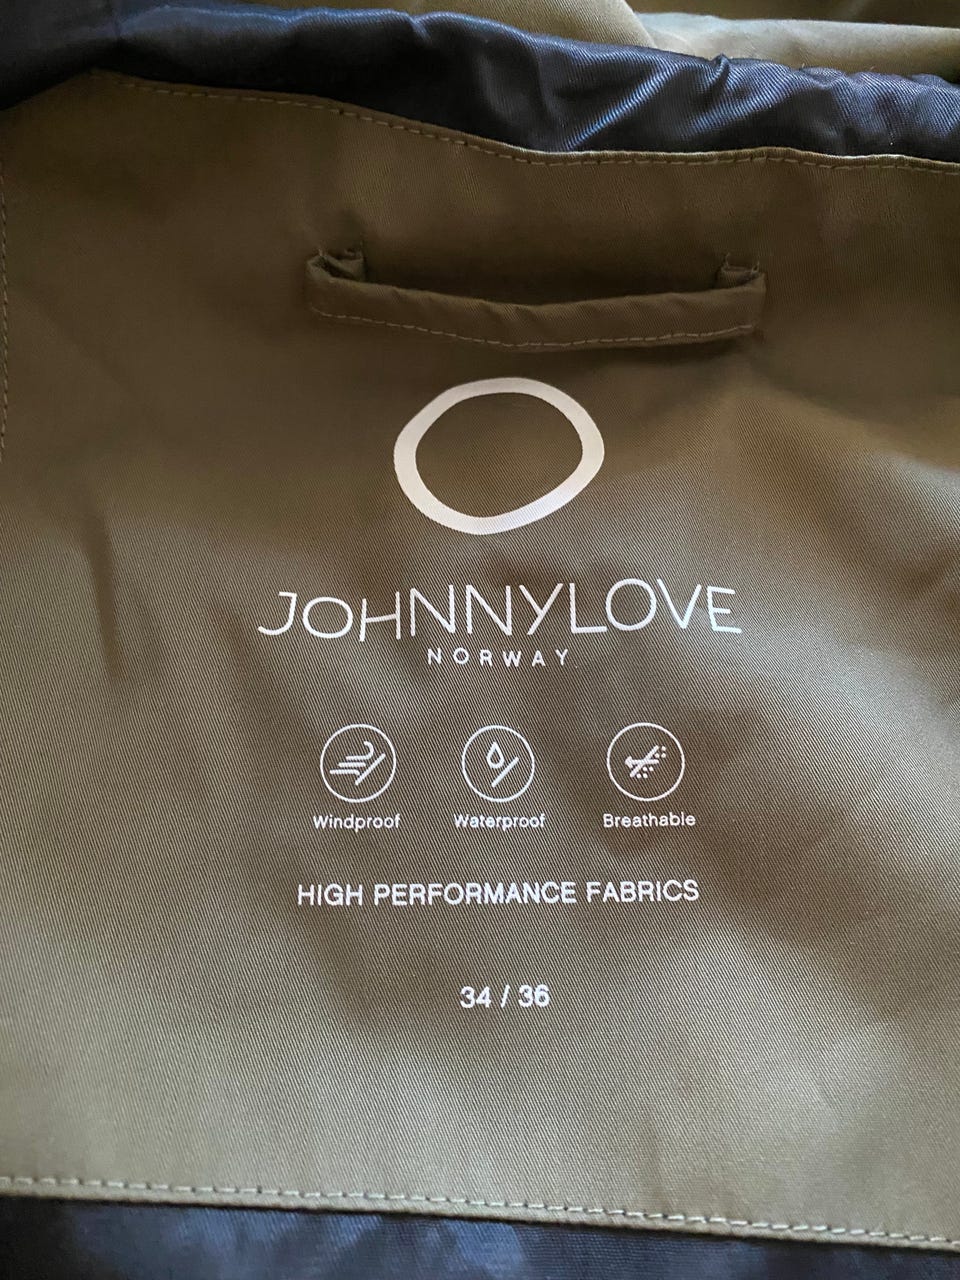 JOHNNYLOVE
NORWAY
Windproof Waterproof Breathable
HIGH PERFORMANCE FABRICS
34 / 36